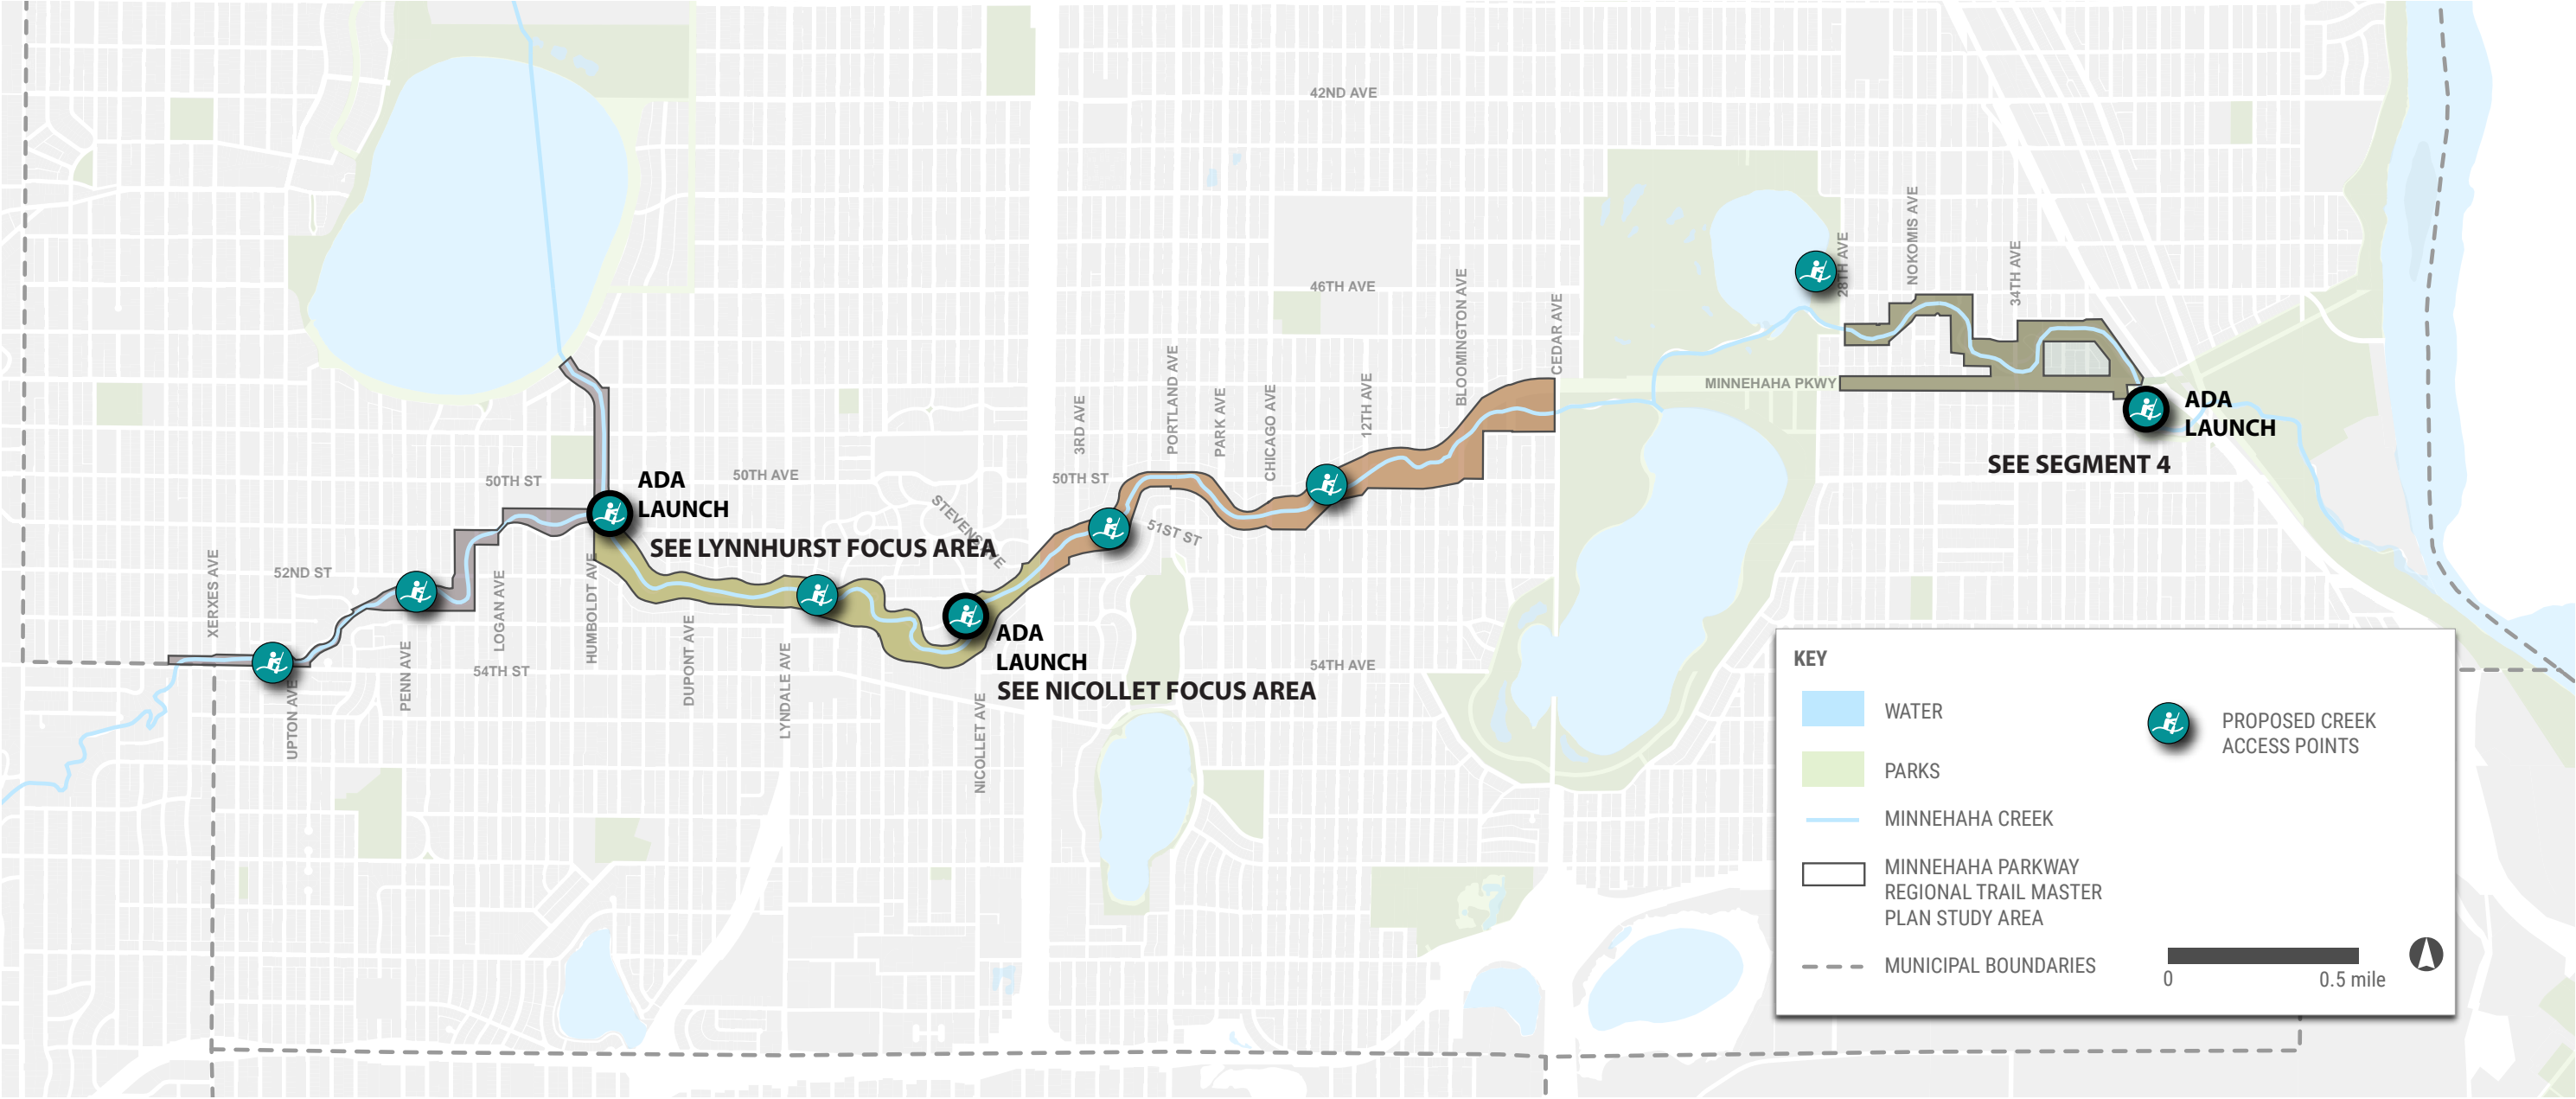 42ND AVE
NOKOMIS AVE
28TH AVE
34TH AVE
46TH AVE
BLOOMINGTON AVE
CEDAR AVE
PORTLAND AVE
MINNEHAHA PKWY
3RD AVE
PARK AVE
CHICAGO AVE
12TH AVE
ADA
LAUNCH
SEE SEGMENT 4
50TH ST
ADA
LAUNCH
50TH AVE
50TH ST
STEVENS AVE
51ST ST
SEE LYNNHURST FOCUS AREA
XERXES AVE
52ND ST
LOGAN AVE
HUMBOLDT AVE
ADA
LAUNCH
SEE NICOLLET FOCUS AREA
UPTON AVE
PENN AVE
54TH ST
DUPONT AVE
LYNDALE AVE
NICOLLET AVE
54TH AVE
KEY
WATER
PARKS
MINNEHAHA CREEK
MINNEHAHA PARKWAY
REGIONAL TRAIL MASTER
PLAN STUDY AREA
MUNICIPAL BOUNDARIES
PROPOSED CREEK
ACCESS POINTS
0
0.5 mile